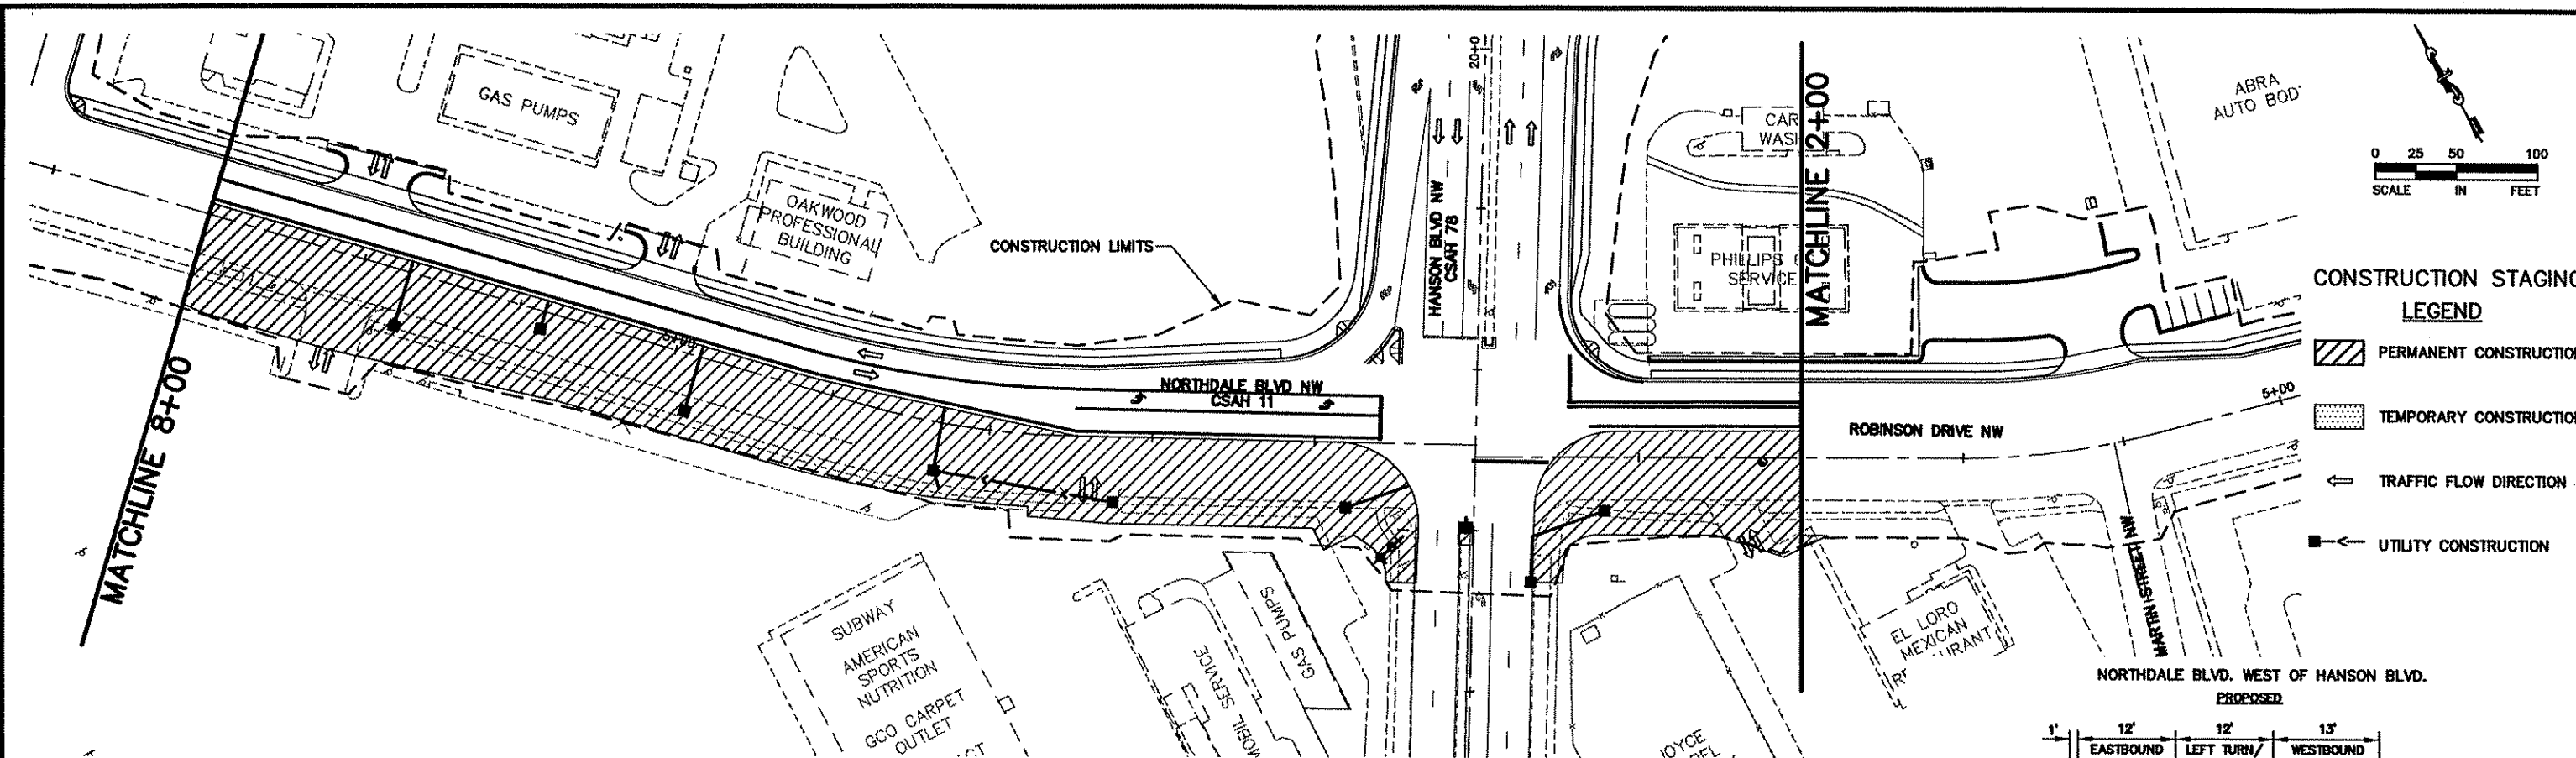 GAS PUMPS
OAKWOOD
PROFESSIONAL
BUILDING
CONSTRUCTION LIMITS
MATCHLINE 8+00
5+00
20+0
HANSON BLVD NW
CSAH 78
NORTHDALE BLVD NW
CSAH 11
CAR
WAS
PHILLIPS
SERVICE
MATCHLINE 2+00
ROBINSON DRIVE NW
5+00
ABRA
AUTO BOD
0 25 50 100
SCALE IN FEET
CONSTRUCTION STAGING
LEGEND
PERMANENT CONSTRUCTION
TEMPORARY CONSTRUCTION
TRAFFIC FLOW DIRECTION
UTILITY CONSTRUCTION
MARTIN STREET NW
SUBWAY
AMERICAN
SPORTS
NUTRITION
GCO CARPET
OUTLET
CT
MOBIL SERVICE
GAS PUMPS
EL LORO
MEXICAN
NORTHDALE BLVD. WEST OF HANSON BLVD.
PROPOSED
1' 12' 12' 13'
EASTBOUND LEFT TURN/ WESTBOUND